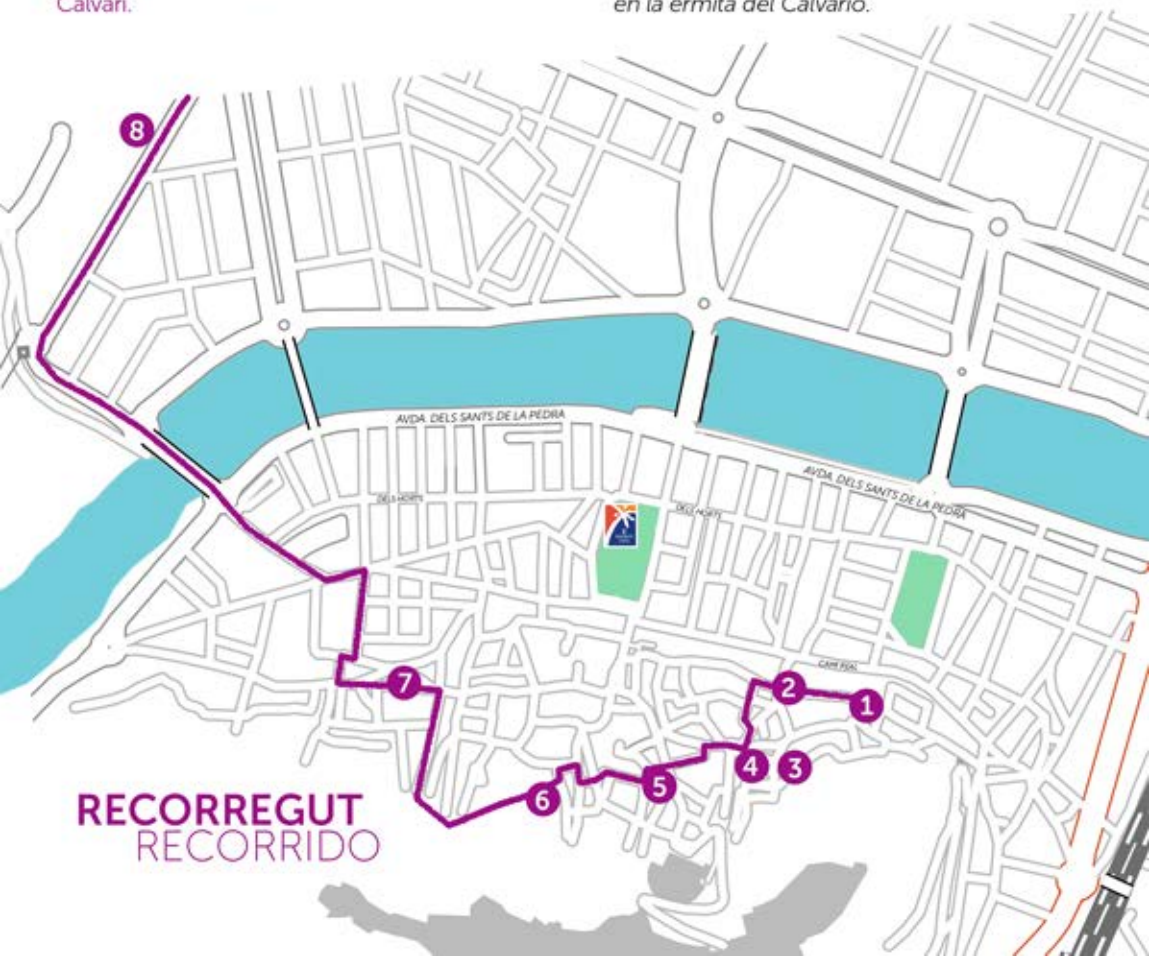 Calvari.
en la ermita del Calvario.
8
AVDA. DELS SANTS DE LA PEDRA
AVDA. DELS SANTS DE LA PEDRA
DELS HORTS
DELS HORTS
CAMÍ REAL
7
2
1
4
3
5
6
RECORREGUT
RECORRIDO